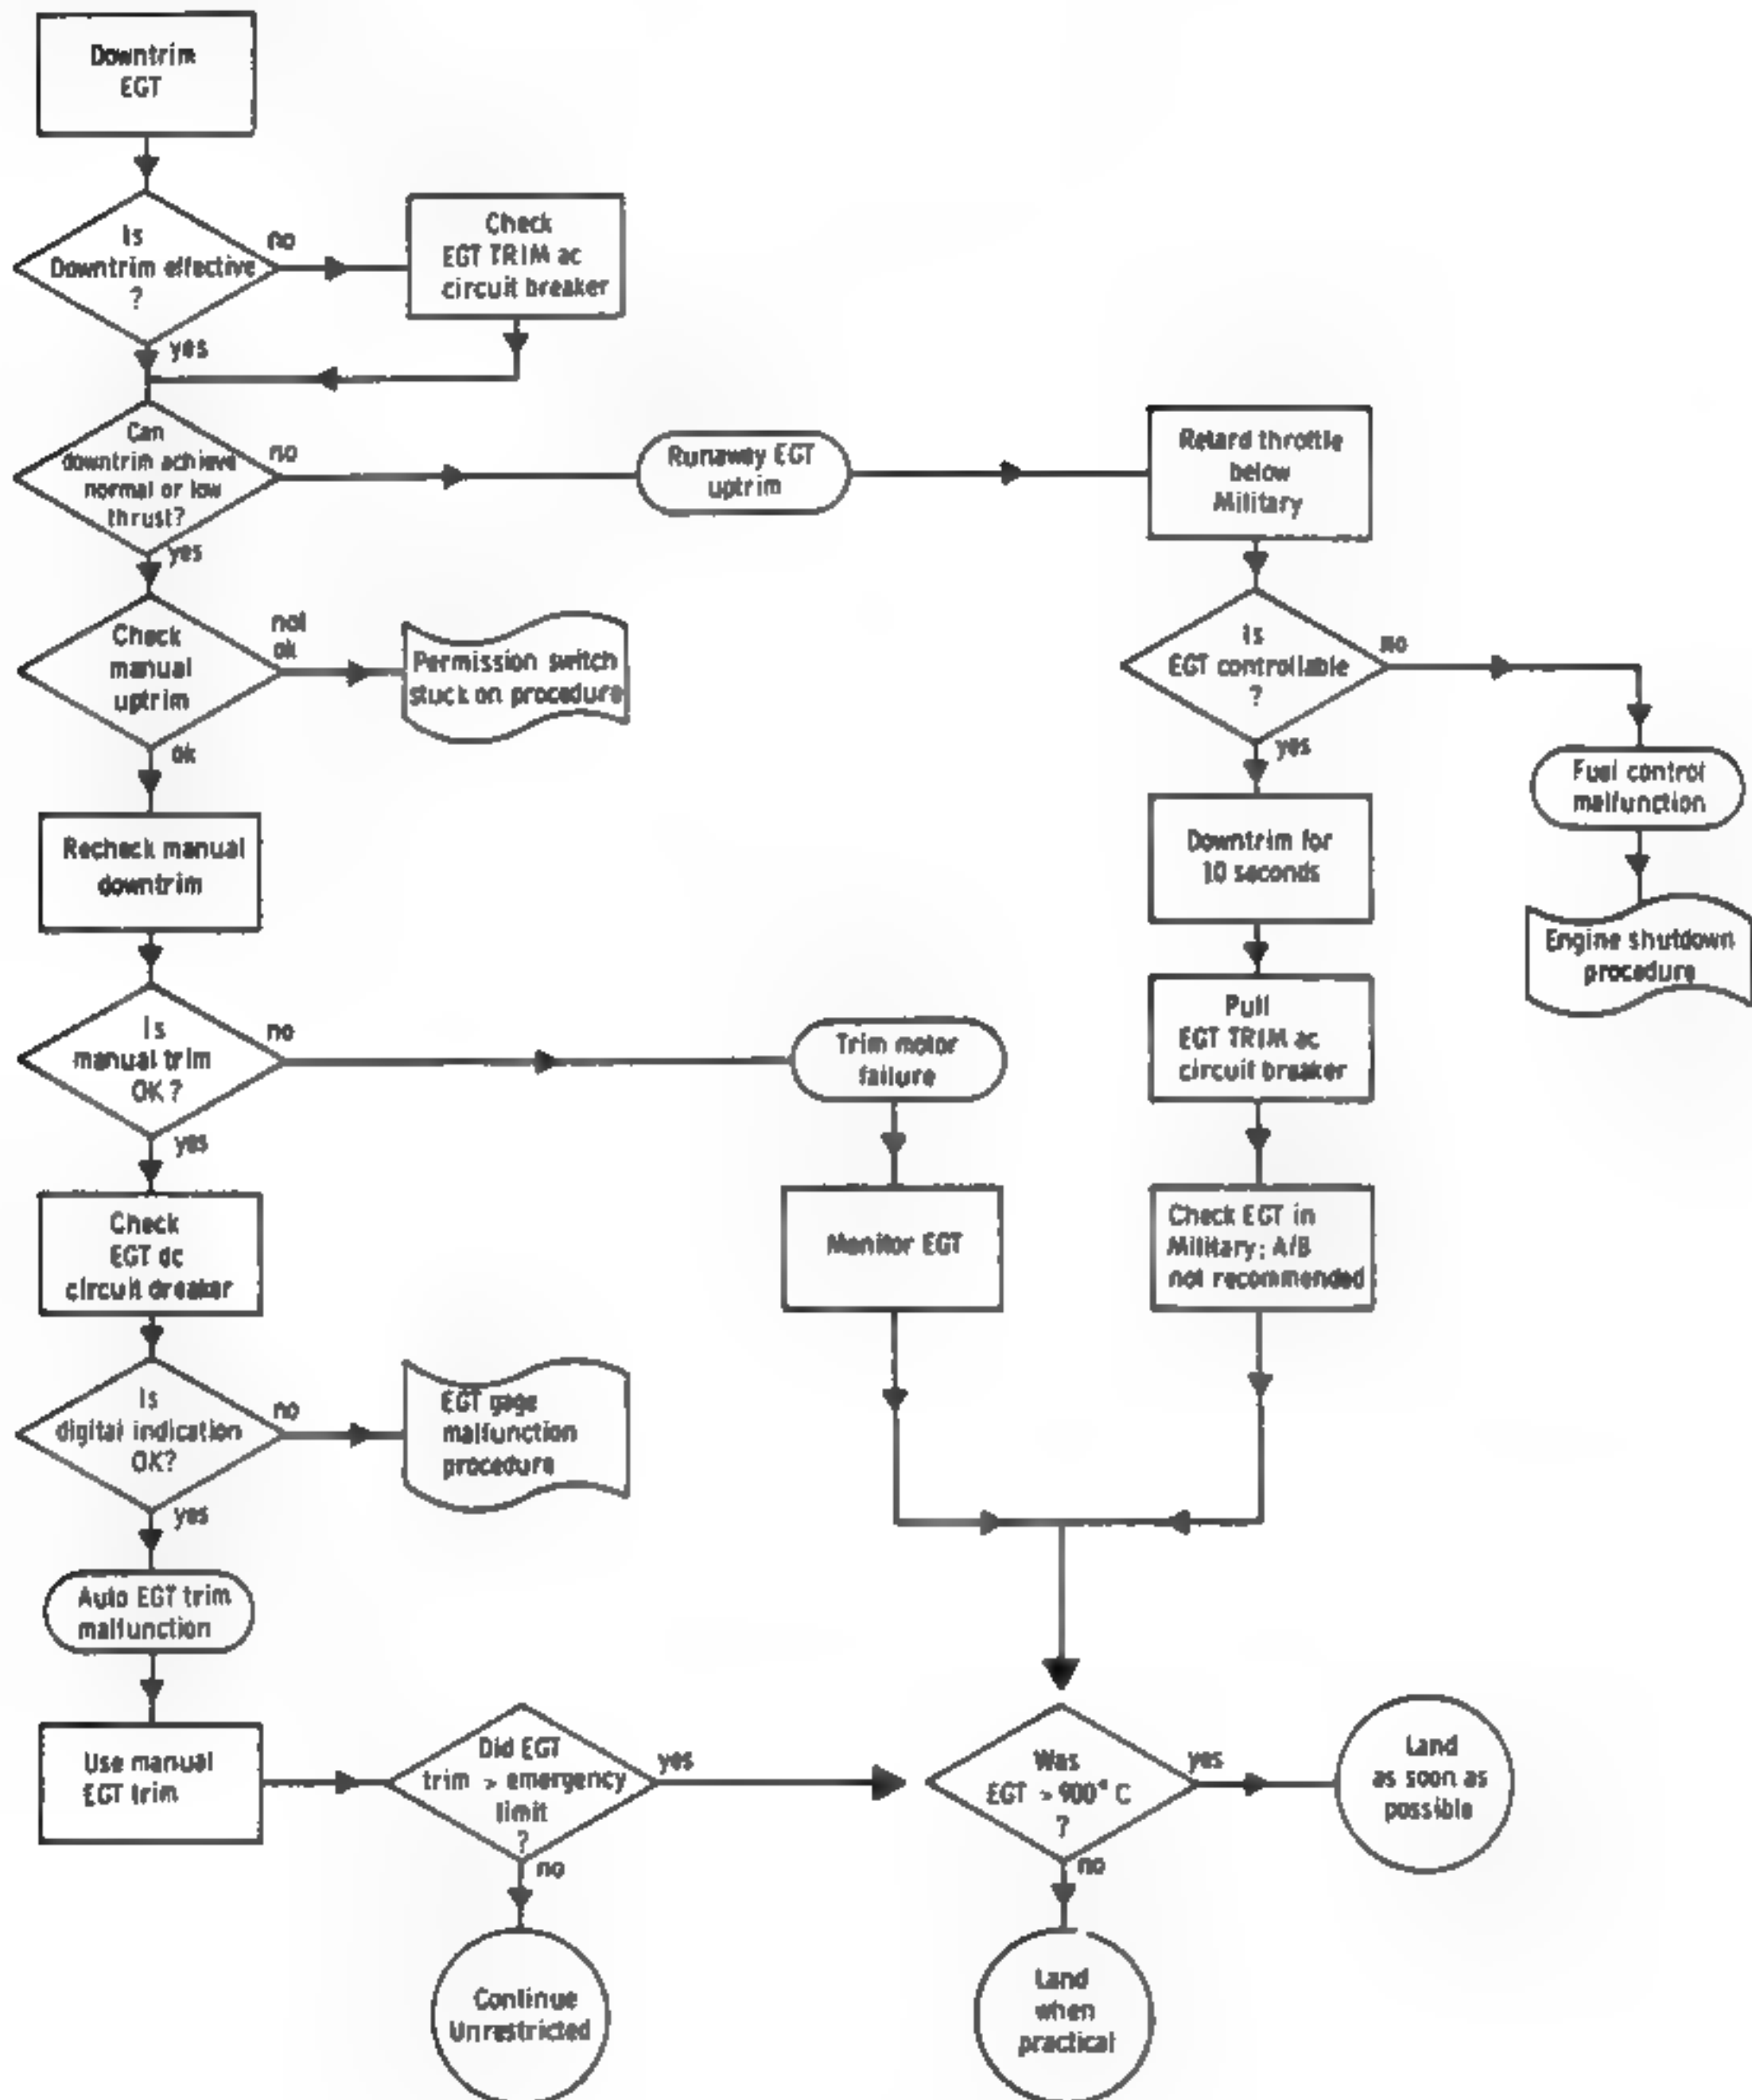 Downtrim
EGT
Is
Downtrim effective
?
no
Check
EGT TRIM ac
circuit breaker
yes
Can
downtrim achieve
normal or low
thrust?
no
Runaway EGT
uptrim
Retard throttle
below
Military
yes
Check
manual
uptrim
not
ok
Permission switch
stuck on procedure
Is
EGT controllable
?
no
ok
yes
Fuel control
malfunction
Recheck manual
downtrim
Downtrim for
10 seconds
Engine shutdown
procedure
Is
manual trim
OK?
no
Trim motor
failure
Pull
EGT TRIM ac
circuit breaker
yes
Check
EGT dc
circuit breaker
Monitor EGT
Check EGT in
Military; A/B
not recommended
Is
digital indication
OK?
no
EGT gage
malfunction
procedure
yes
Auto EGT trim
malfunction
Use manual
EGT trim
Did EGT
trim > emergency
limit
?
yes
Was
EGT > 900° C
?
yes
Land
as soon as
possible
no
no
Continue
Unrestricted
Land
when
practical